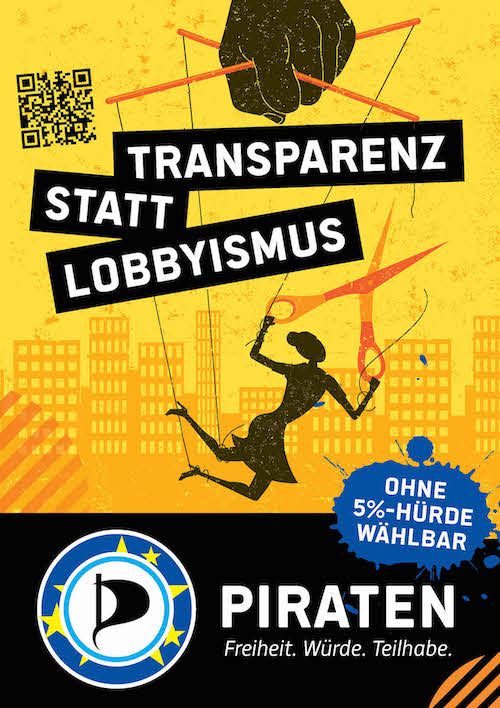 TRANSPARENZ
STATT
LOBBYISMUS
OHNE
5%-HÜRDE
WÄHLBAR
PIRATEN
Freiheit. Würde. Teilhabe.